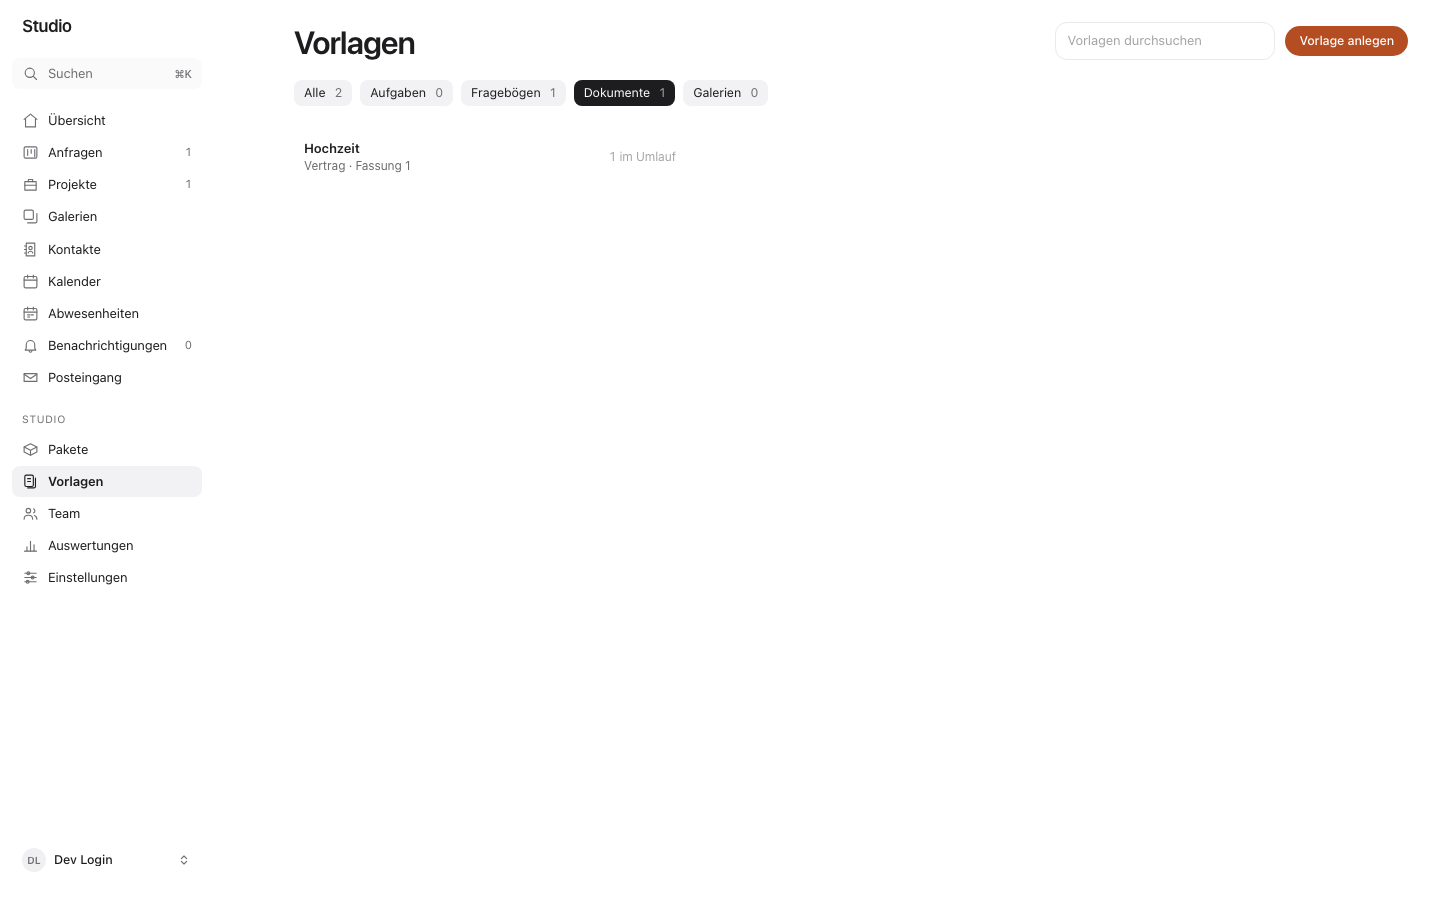 Studio
Suchen ⌘K
Übersicht
Anfragen 1
Projekte 1
Galerien
Kontakte
Kalender
Abwesenheiten
Benachrichtigungen 0
Posteingang
STUDIO
Pakete
Vorlagen
Team
Auswertungen
Einstellungen
DL Dev Login
Vorlagen
Vorlagen durchsuchen
Vorlage anlegen
Alle 2 Aufgaben 0 Fragebögen 1 Dokumente 1 Galerien 0
Hochzeit
Vertrag · Fassung 1
1 im Umlauf